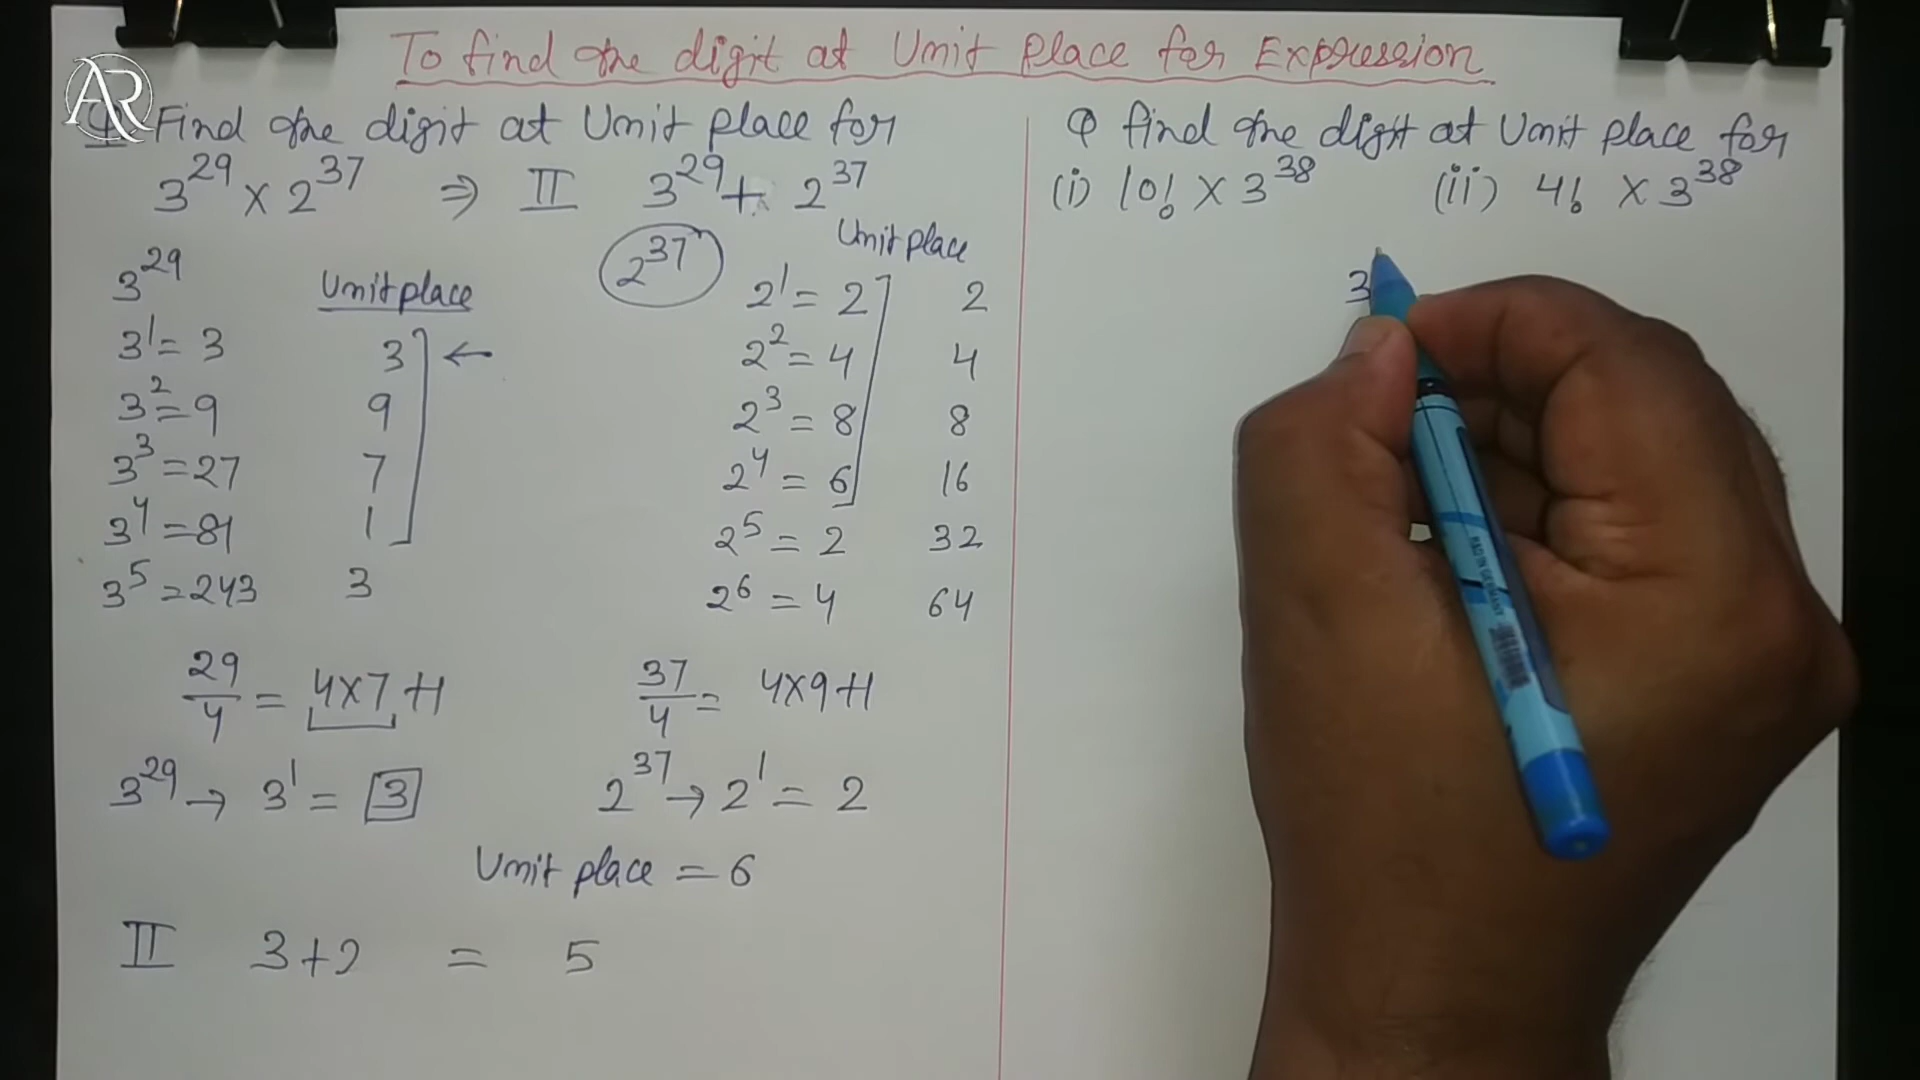 AR
To find the digit at Unit Place for Expression
Q Find the digit at Unit place for
3^29 × 2^37 ⇒ II 3^29 + 2^37
3^29
Unit place
3^1 = 3 3 ←
3^2 = 9 9
3^3 = 27 7
3^4 = 81 1
3^5 = 243 3
2^37
Unit place
2^1 = 2 2
2^2 = 4 4
2^3 = 8 8
2^4 = 6 16
2^5 = 2 32
2^6 = 4 64
29/4 = 4×7+1
37/4 = 4×9+1
3^29 → 3^1 = 3
2^37 → 2^1 = 2
Unit place = 6
II 3+2 = 5
Q find the digit at Unit place for
(i) 10! × 3^38 (ii) 4! × 3^38
3